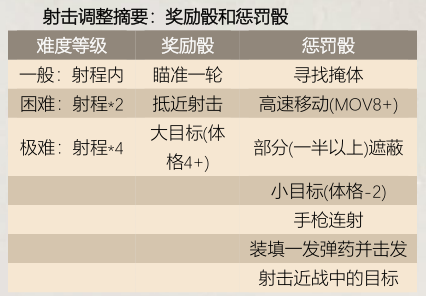 射击调整摘要：奖励骰和惩罚骰
难度等级 奖励骰 惩罚骰
一般：射程内 瞄准一轮 寻找掩体
困难：射程*2 抵近射击 高速移动(MOV8+)
极难：射程*4 大目标(体格4+) 部分(一半以上)遮蔽
小目标(体格-2)
手枪连射
装填一发弹药并击发
射击近战中的目标